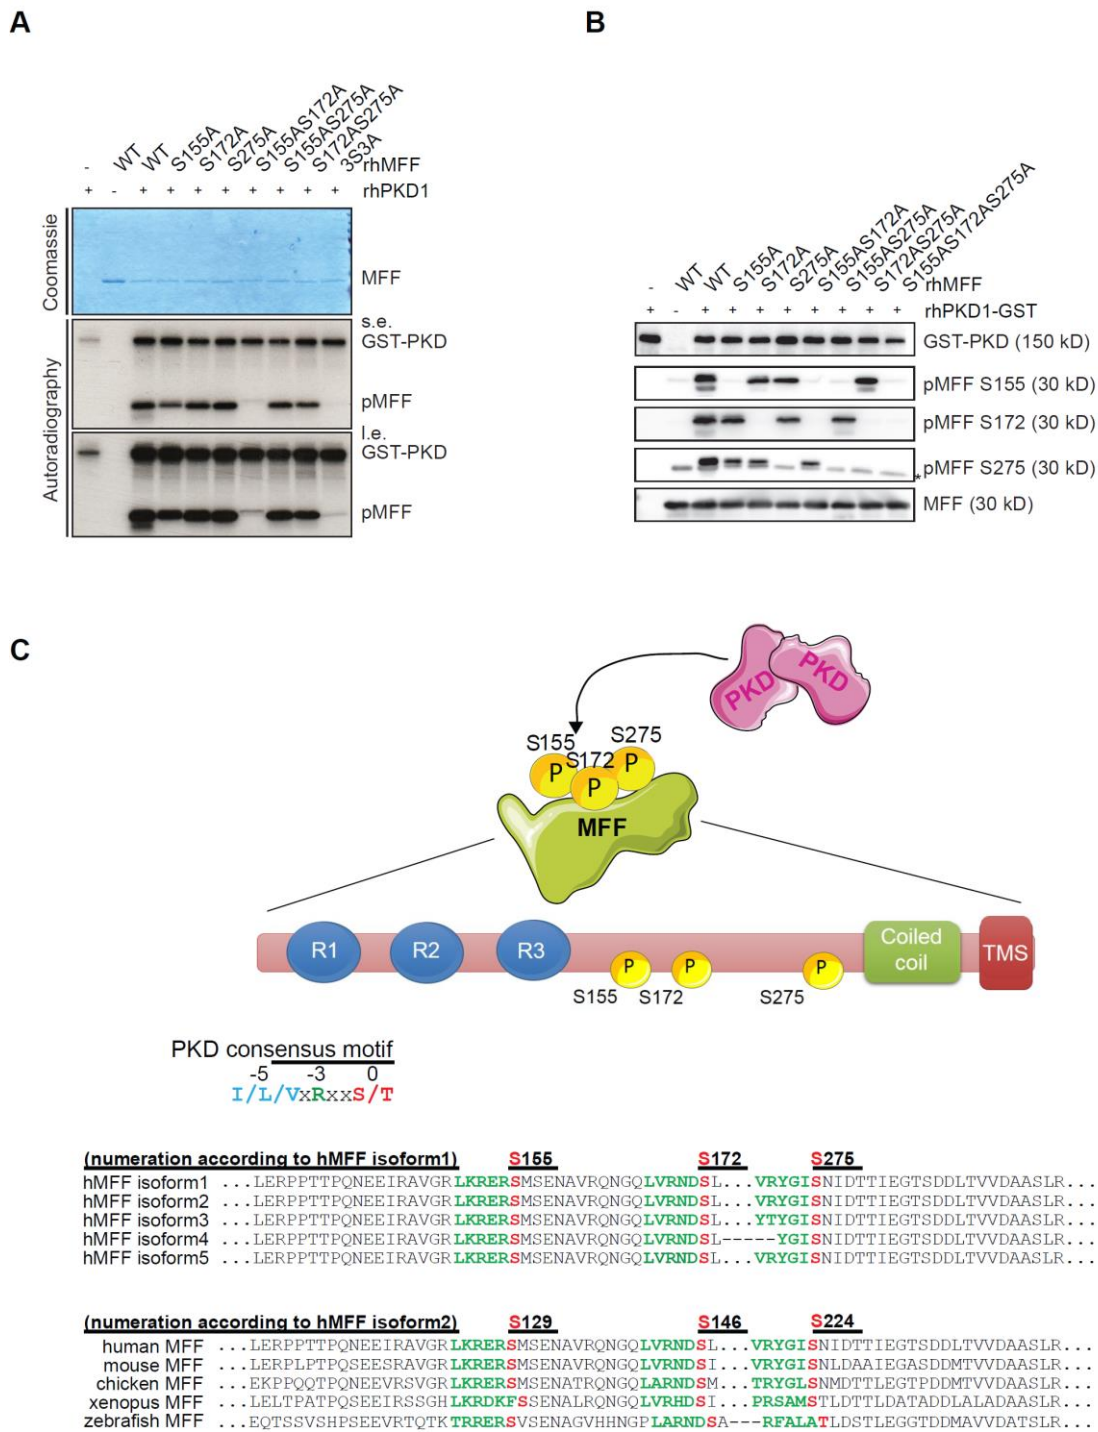 A
- WT WT S155A S172A S275A S155AS172A S155AS275A S172AS275A 3S3A rhMFF
+ - + + + + + + + + rhPKD1
Coomassie
MFF
Autoradiography
s.e.
GST-PKD
pMFF
l.e.
GST-PKD
pMFF
B
- WT WT S155A S172A S275A S155AS172A S155AS275A S172AS275A S155AS172AS275A rhMFF
+ - + + + + + + + + rhPKD1-GST
GST-PKD (150 kD)
pMFF S155 (30 kD)
pMFF S172 (30 kD)
pMFF S275 (30 kD)
*
MFF (30 kD)
C
PKD PKD
S155 S172 S275
P P P
MFF
R1 R2 R3 P P P Coiled coil TMS
S155 S172 S275
PKD consensus motif
-5 -3 0
I/L/VxRxxS/T
(numeration according to hMFF isoform1) S155 S172 S275
hMFF isoform1 ...LERPPTTPQNEEIRAVGRLKRERSMSENAVRQNGQLVRNDSL...VRYGISNIDTTIEGTSDDLTVVDAASLR...
hMFF isoform2 ...LERPPTTPQNEEIRAVGRLKRERSMSENAVRQNGQLVRNDSL...VRYGISNIDTTIEGTSDDLTVVDAASLR...
hMFF isoform3 ...LERPPTTPQNEEIRAVGRLKRERSMSENAVRQNGQLVRNDSL...YTYGISNIDTTIEGTSDDLTVVDAASLR...
hMFF isoform4 ...LERPPTTPQNEEIRAVGRLKRERSMSENAVRQNGQLVRNDSL-----YGISNIDTTIEGTSDDLTVVDAASLR...
hMFF isoform5 ...LERPPTTPQNEEIRAVGRLKRERSMSENAVRQNGQLVRNDSL...VRYGISNIDTTIEGTSDDLTVVDAASLR...
(numeration according to hMFF isoform2) S129 S146 S224
human MFF ...LERPPTTPQNEEIRAVGRLKRERSMSENAVRQNGQLVRNDSL...VRYGISNIDTTIEGTSDDLTVVDAASLR...
mouse MFF ...LERPLPTPQSEESRAVGRLKRERSMSENAVRQNGQLVRNDSI...VRYGISNLDAAIEGASDDMTVVDAASLR...
chicken MFF ...EKPPQQTPQNEEVRSVGHLKRERSMSENATRQNGQLARNDSM...TRYGLSNMDTTLEGTPDDMTVVDAASLR...
xenopus MFF ...LELTPATPQNEEIRSSGHLKRDKFSSENALRQNGQLVRHDSI...PRSAMSTLDTTLDATADDLALVDAASLR...
zebrafish MFF ...EQTSSVSHPSEEVRTQTKTRRERSVSENAGVHHNGPLARNDSA---RFALATLDSTLEGGTDDMAVVDATSLR...